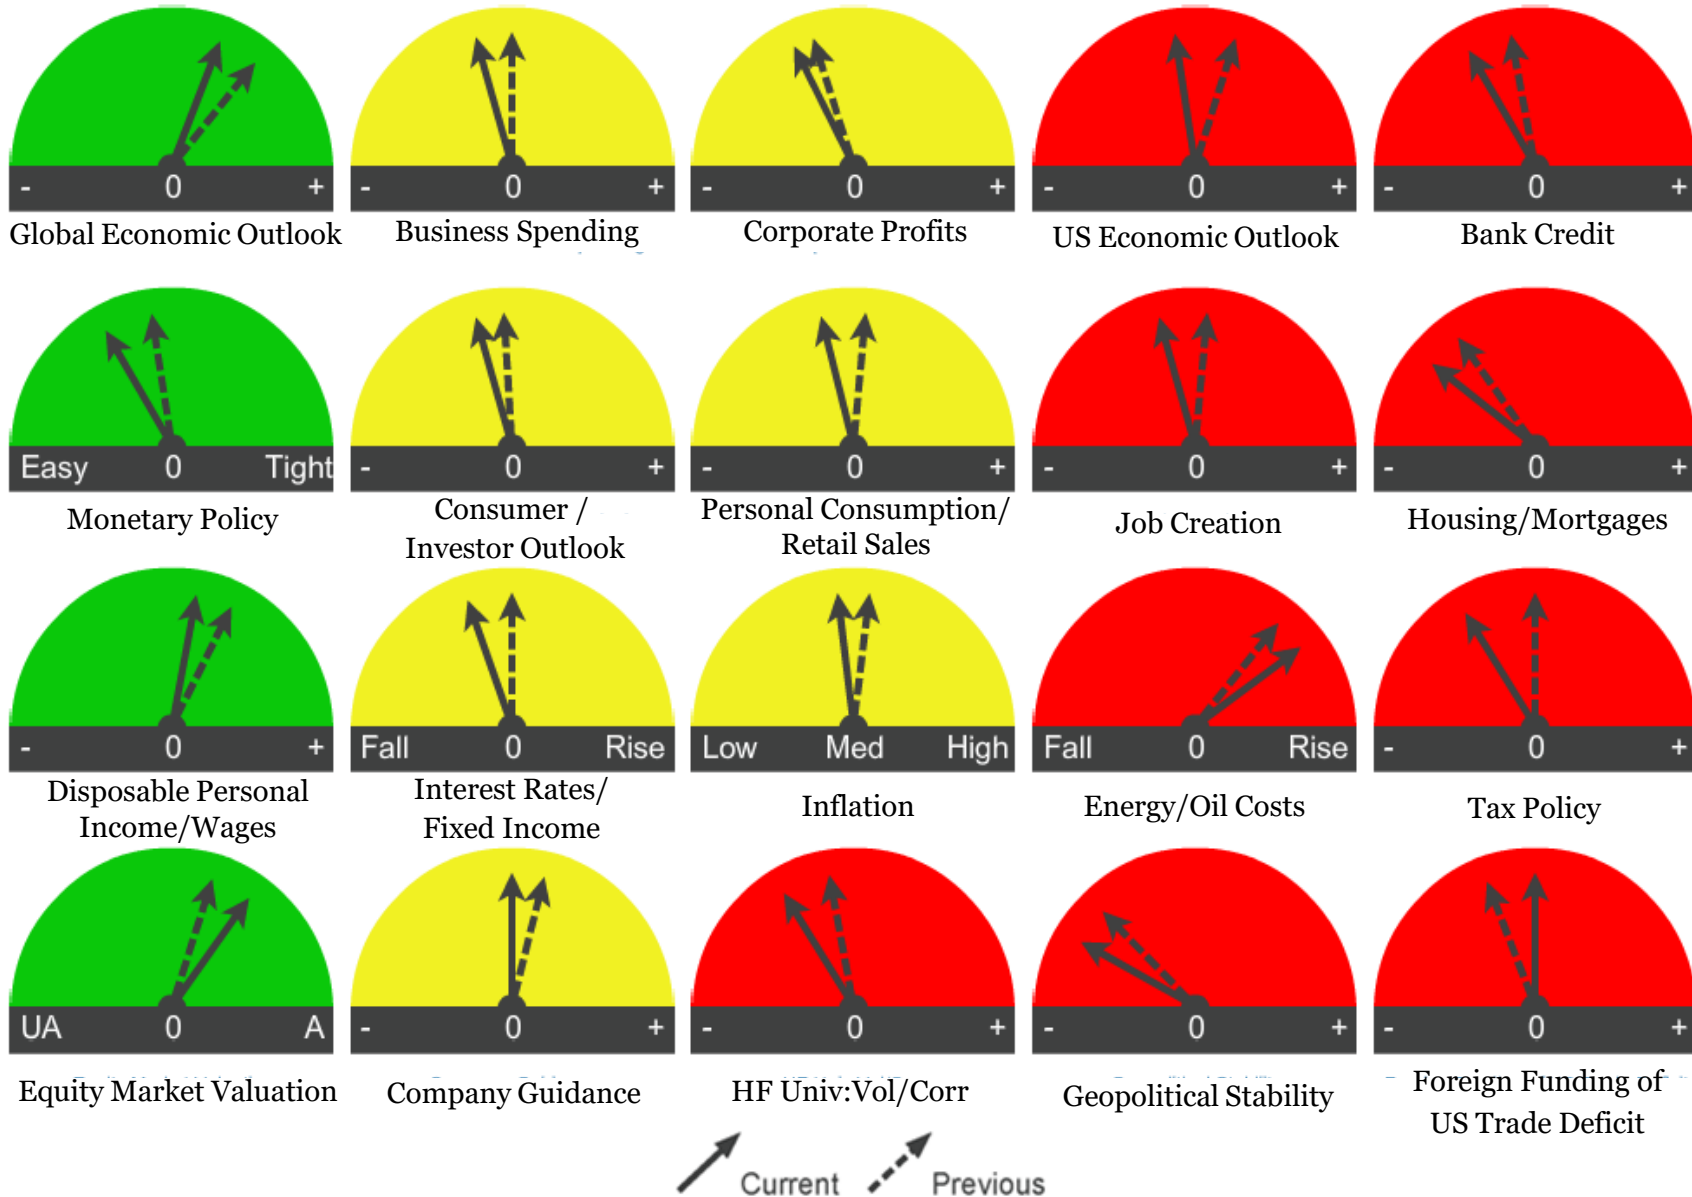 - 0 +
Global Economic Outlook
- 0 +
Business Spending
- 0 +
Corporate Profits
- 0 +
US Economic Outlook
- 0 +
Bank Credit
Easy 0 Tight
Monetary Policy
- 0 +
Consumer /
Investor Outlook
- 0 +
Personal Consumption/
Retail Sales
- 0 +
Job Creation
- 0 +
Housing/Mortgages
- 0 +
Disposable Personal
Income/Wages
Fall 0 Rise
Interest Rates/
Fixed Income
Low Med High
Inflation
Fall 0 Rise
Energy/Oil Costs
- 0 +
Tax Policy
UA 0 A
Equity Market Valuation
- 0 +
Company Guidance
- 0 +
HF Univ:Vol/Corr
- 0 +
Geopolitical Stability
- 0 +
Foreign Funding of
US Trade Deficit
Current
Previous